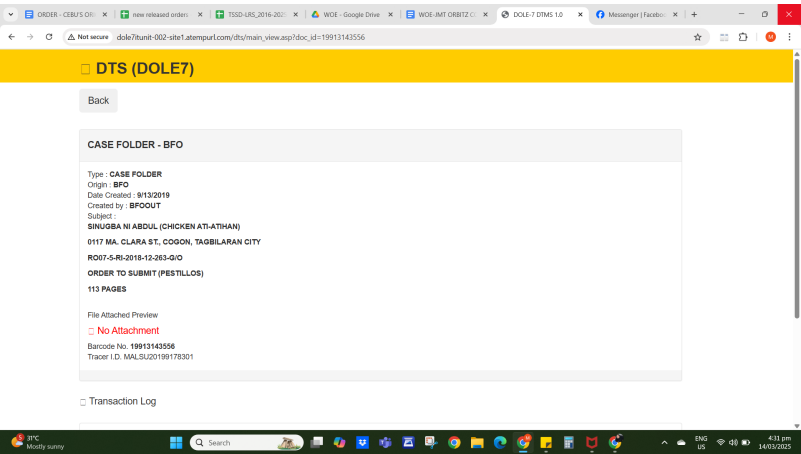 ORDER - CEBU'S ORI
new released orders
TSSD-LRS_2016-2025
WOE - Google Drive
WOE-JMT ORBITZ C
DOLE-7 DTMS 1.0
Messenger | Faceboo
Not secure
dole7itunit-002-site1.atempurl.com/dts/main_view.asp?doc_id=19913143556
M
DTS (DOLE7)
Back
CASE FOLDER - BFO
Type : CASE FOLDER
Origin : BFO
Date Created : 9/13/2019
Created by : BFOOUT
Subject :
SINUGBA NI ABDUL (CHICKEN ATI-ATIHAN)
0117 MA. CLARA ST., COGON, TAGBILARAN CITY
RO07-5-RI-2018-12-263-G/O
ORDER TO SUBMIT (PESTILLOS)
113 PAGES
File Attached Preview
No Attachment
Barcode No. 19913143556
Tracer I.D. MALSU20199178301
Transaction Log
5
31°C
Mostly sunny
Search
ENG
US
4:31 pm
14/03/2025